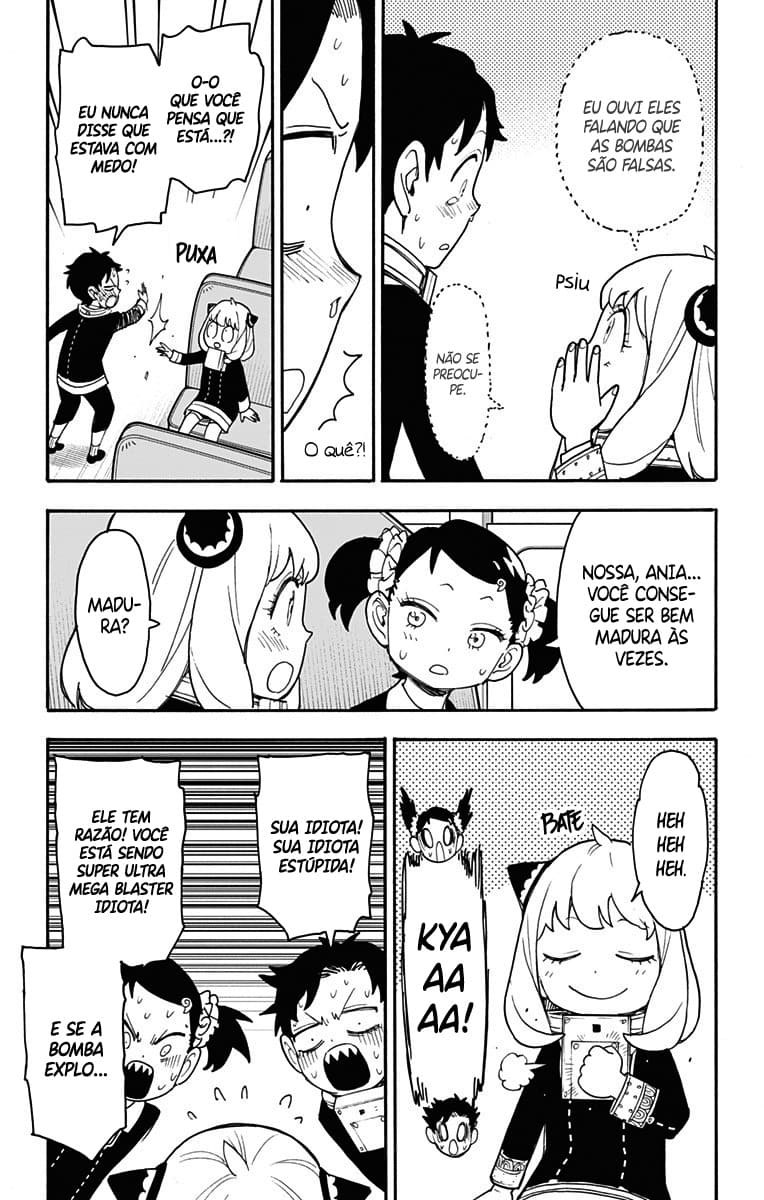 EU OUVI ELES
FALANDO QUE
AS BOMBAS
SÃO FALSAS.
PSIU
NÃO SE
PREOCU-
PE.
O QUÊ?!
O-O
QUE VOCÊ
PENSA QUE
ESTÁ...?!
EU NUNCA
DISSE QUE
ESTAVA COM
MEDO!
PUXA
NOSSA, ANIA...
VOCÊ CONSE-
GUE SER BEM
MADURA ÀS
VEZES.
MADU-
RA?
HEH
HEH
HEH.
BATE
KYA
AA
AA!
SUA IDIOTA!
SUA IDIOTA
ESTÚPIDA!
ELE TEM
RAZÃO! VOCÊ
ESTÁ SENDO
SUPER ULTRA
MEGA BLASTER
IDIOTA!
E SE A
BOMBA
EXPLO...